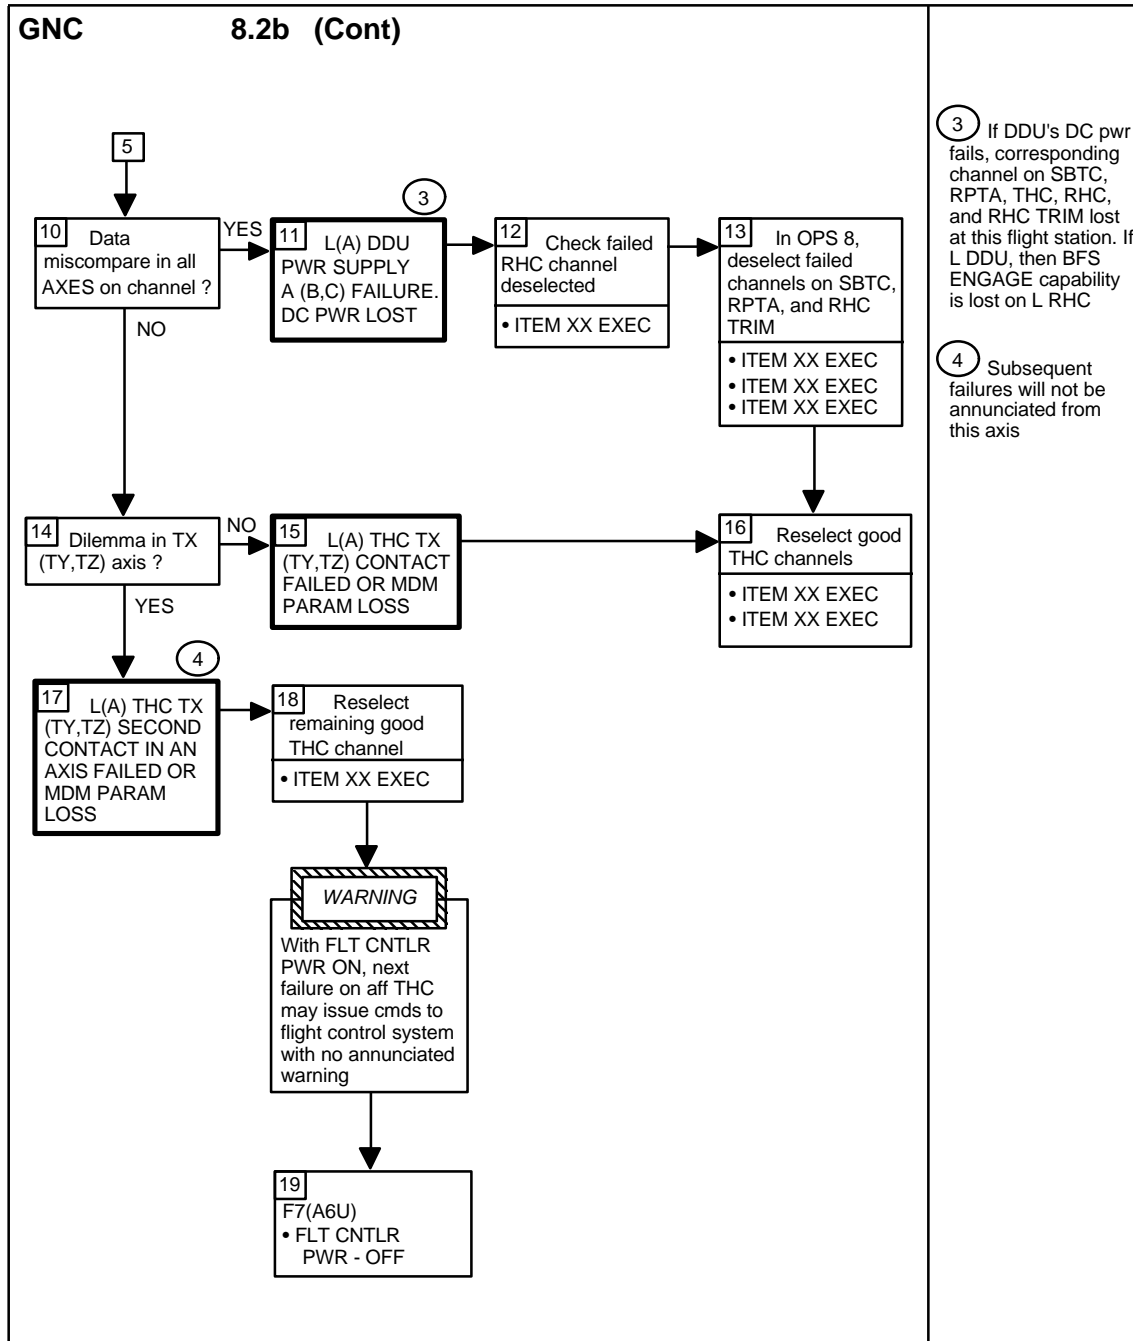 GNC 8.2b (Cont)
5
3
10 Data
miscompare in all
AXES on channel ?
YES
NO
11 L(A) DDU
PWR SUPPLY
A (B,C) FAILURE.
DC PWR LOST
12 Check failed
RHC channel
deselected
• ITEM XX EXEC
13 In OPS 8,
deselect failed
channels on SBTC,
RPTA, and RHC
TRIM
• ITEM XX EXEC
• ITEM XX EXEC
• ITEM XX EXEC
14 Dilemma in TX
(TY,TZ) axis ?
NO
YES
15 L(A) THC TX
(TY,TZ) CONTACT
FAILED OR MDM
PARAM LOSS
16 Reselect good
THC channels
• ITEM XX EXEC
• ITEM XX EXEC
4
17 L(A) THC TX
(TY,TZ) SECOND
CONTACT IN AN
AXIS FAILED OR
MDM PARAM
LOSS
18 Reselect
remaining good
THC channel
• ITEM XX EXEC
WARNING
With FLT CNTLR
PWR ON, next
failure on aff THC
may issue cmds to
flight control system
with no annunciated
warning
19
F7(A6U)
• FLT CNTLR
PWR - OFF
3 If DDU's DC pwr
fails, corresponding
channel on SBTC,
RPTA, THC, RHC,
and RHC TRIM lost
at this flight station. If
L DDU, then BFS
ENGAGE capability
is lost on L RHC
4 Subsequent
failures will not be
annunciated from
this axis